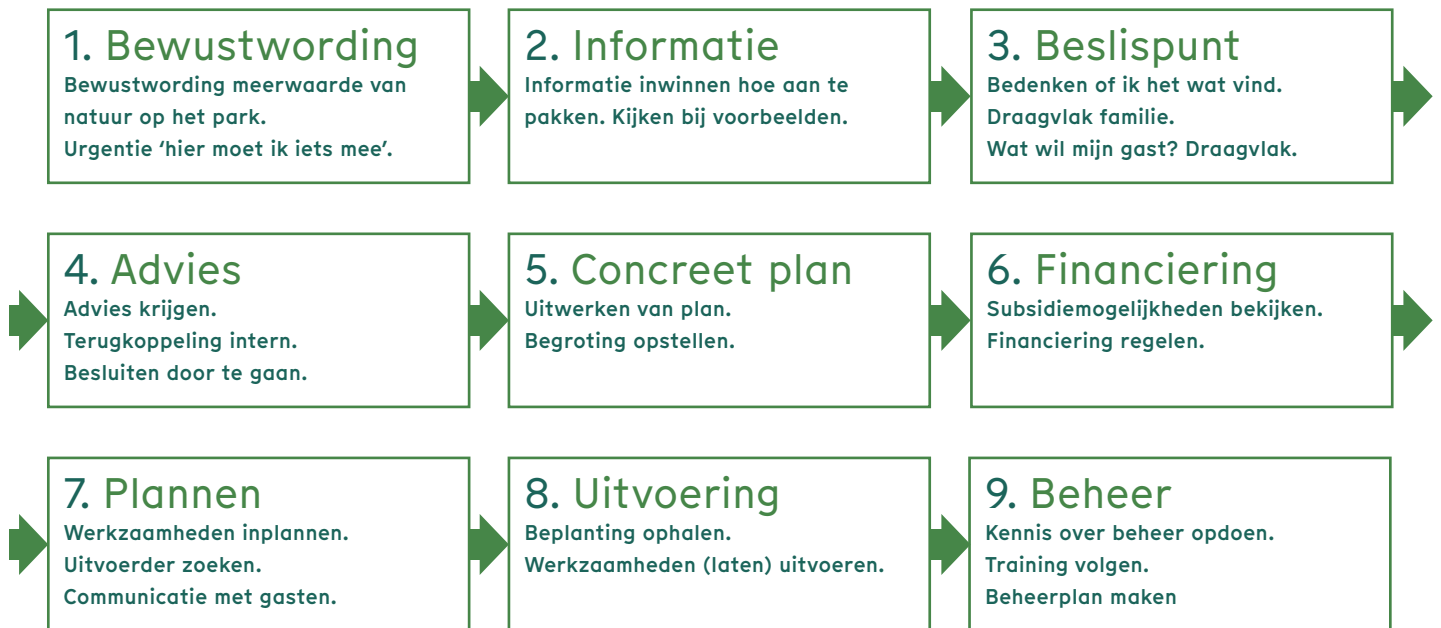 1. Bewustwording
Bewustwording meerwaarde van
natuur op het park.
Urgentie ‘hier moet ik iets mee’.
2. Informatie
Informatie inwinnen hoe aan te
pakken. Kijken bij voorbeelden.
3. Beslispunt
Bedenken of ik het wat vind.
Draagvlak familie.
Wat wil mijn gast? Draagvlak.
4. Advies
Advies krijgen.
Terugkoppeling intern.
Besluiten door te gaan.
5. Concreet plan
Uitwerken van plan.
Begroting opstellen.
6. Financiering
Subsidiemogelijkheden bekijken.
Financiering regelen.
7. Plannen
Werkzaamheden inplannen.
Uitvoerder zoeken.
Communicatie met gasten.
8. Uitvoering
Beplanting ophalen.
Werkzaamheden (laten) uitvoeren.
9. Beheer
Kennis over beheer opdoen.
Training volgen.
Beheerplan maken